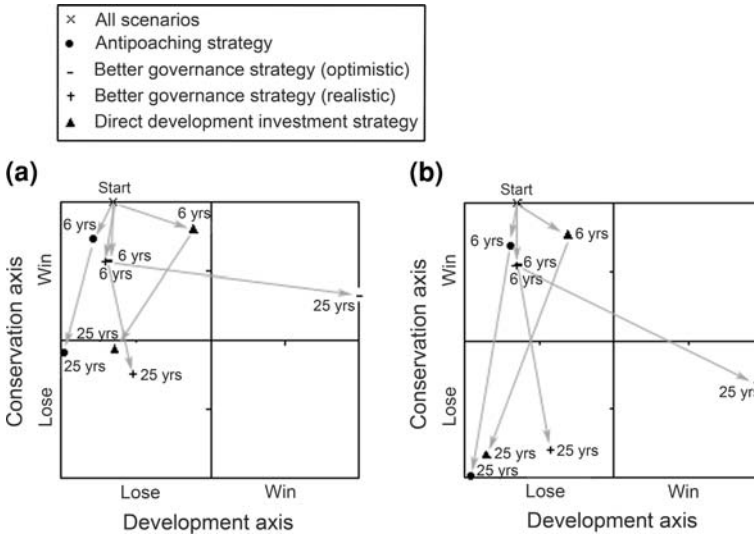 All scenarios
Antipoaching strategy
Better governance strategy (optimistic)
Better governance strategy (realistic)
Direct development investment strategy
(a)
Start
6 yrs
6 yrs
6 yrs
6 yrs
25 yrs
25 yrs
25 yrs
25 yrs
Conservation axis
Win
Lose
Lose
Win
Development axis
(b)
Start
6 yrs
6 yrs
6 yrs
6 yrs
25 yrs
25 yrs
25 yrs
25 yrs
Conservation axis
Win
Lose
Lose
Win
Development axis